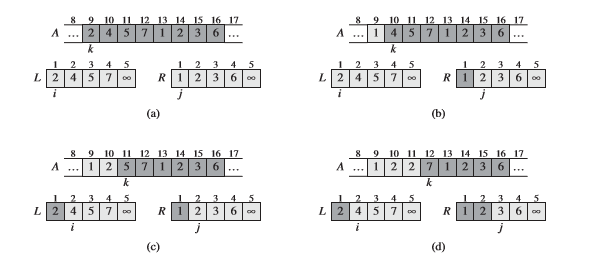 8 9 10 11 12 13 14 15 16 17
A ... 2 4 5 7 1 2 3 6 ...
k
1 2 3 4 5
L 2 4 5 7 ∞
i
1 2 3 4 5
R 1 2 3 6 ∞
j
(a)
8 9 10 11 12 13 14 15 16 17
A ... 1 4 5 7 1 2 3 6 ...
k
1 2 3 4 5
L 2 4 5 7 ∞
i
1 2 3 4 5
R 1 2 3 6 ∞
j
(b)
8 9 10 11 12 13 14 15 16 17
A ... 1 2 5 7 1 2 3 6 ...
k
1 2 3 4 5
L 2 4 5 7 ∞
i
1 2 3 4 5
R 1 2 3 6 ∞
j
(c)
8 9 10 11 12 13 14 15 16 17
A ... 1 2 2 7 1 2 3 6 ...
k
1 2 3 4 5
L 2 4 5 7 ∞
i
1 2 3 4 5
R 1 2 3 6 ∞
j
(d)